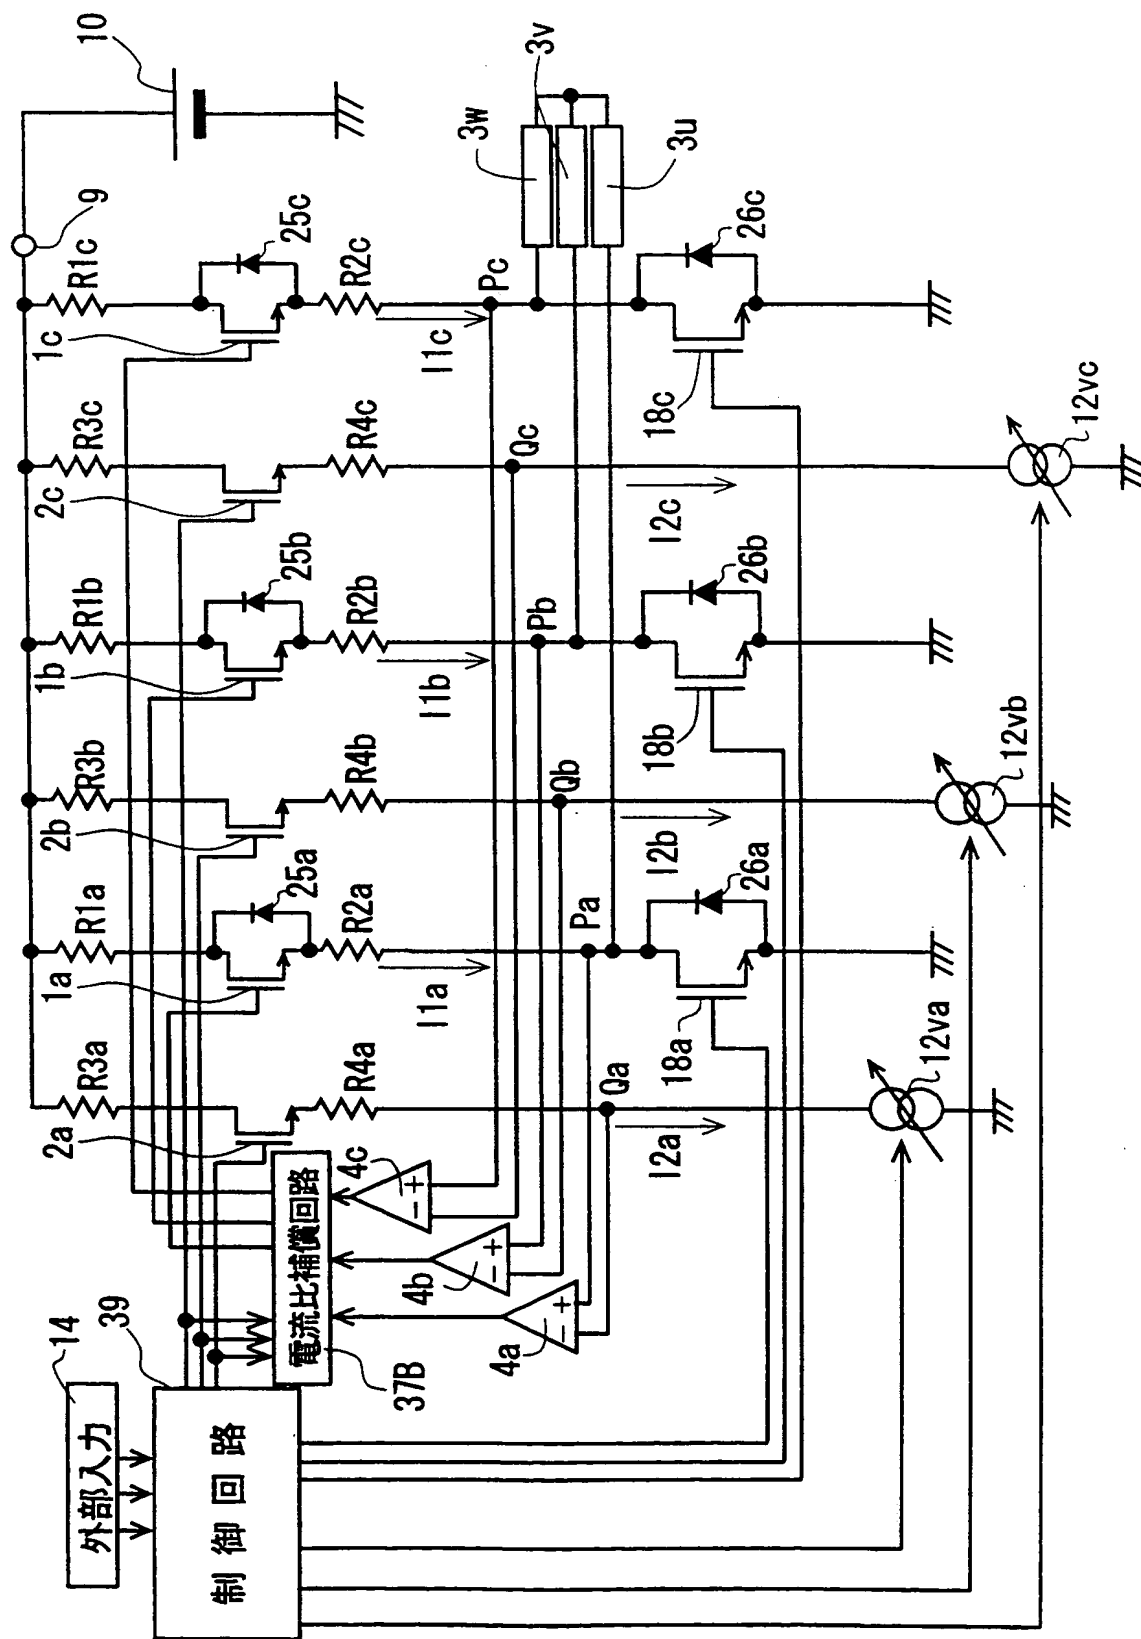 14
外部入力
39
制御回路
電流比補償回路
37B
4a
4b
4c
− +
− +
− +
R3a
2a
R4a
Qa
I2a
12va
R1a
1a
25a
R2a
I1a
Pa
18a
26a
R3b
2b
R4b
Qb
I2b
12vb
R1b
1b
25b
R2b
I1b
Pb
18b
26b
R3c
2c
R4c
Qc
I2c
12vc
R1c
1c
25c
R2c
I1c
Pc
18c
26c
9
10
3w
3v
3u